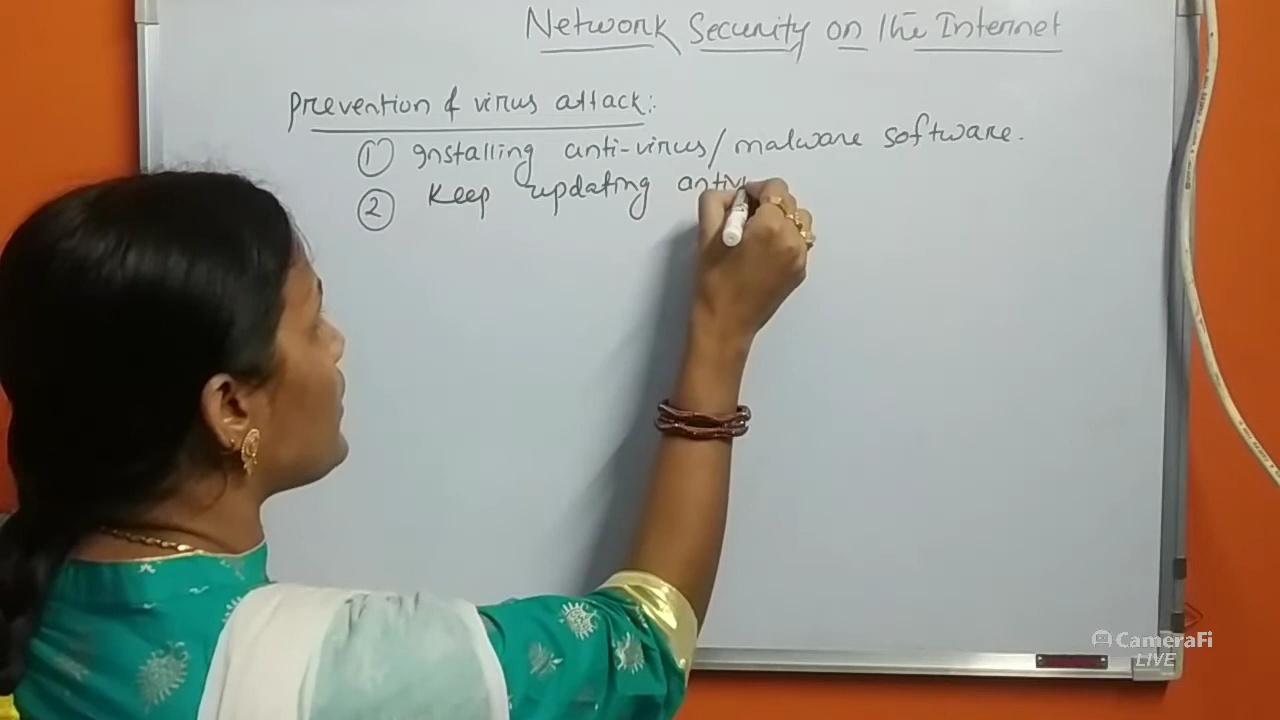 Network Security on the Internet
Prevention of virus attack:
① Installing anti-virus/malware software.
② Keep updating antiv
CameraFi
LIVE